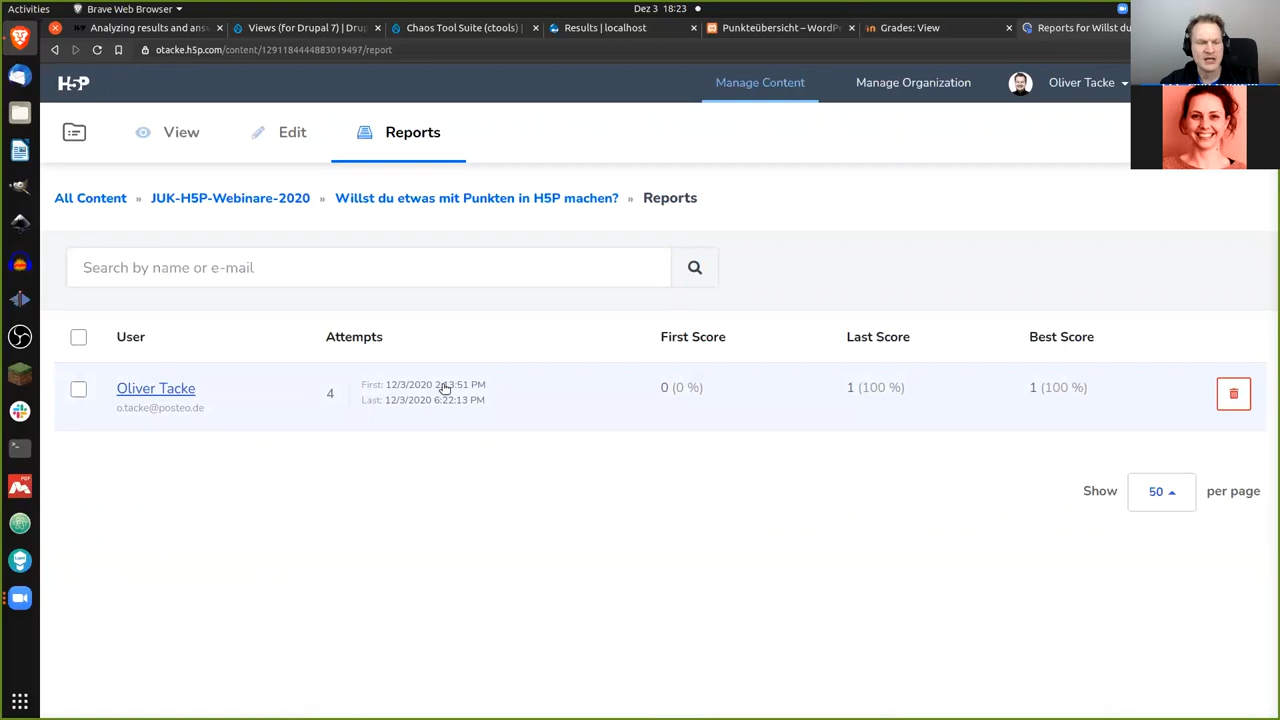 Activities
Brave Web Browser
Dez 3 18:23
Analyzing results and ans
Views (for Drupal 7) | Dru
Chaos Tool Suite (ctools) |
Results | localhost
Punkteübersicht – WordP
Grades: View
Reports for Willst du
otacke.h5p.com/content/1291184444883019497/report
H5P
Manage Content
Manage Organization
Oliver Tacke
View
Edit
Reports
All Content » JUK-H5P-Webinare-2020 » Willst du etwas mit Punkten in H5P machen? » Reports
Search by name or e-mail
User
Attempts
First Score
Last Score
Best Score
Oliver Tacke
o.tacke@posteo.de
4
First: 12/3/2020 2:13:51 PM
Last: 12/3/2020 6:22:13 PM
0 (0 %)
1 (100 %)
1 (100 %)
Show
50
per page